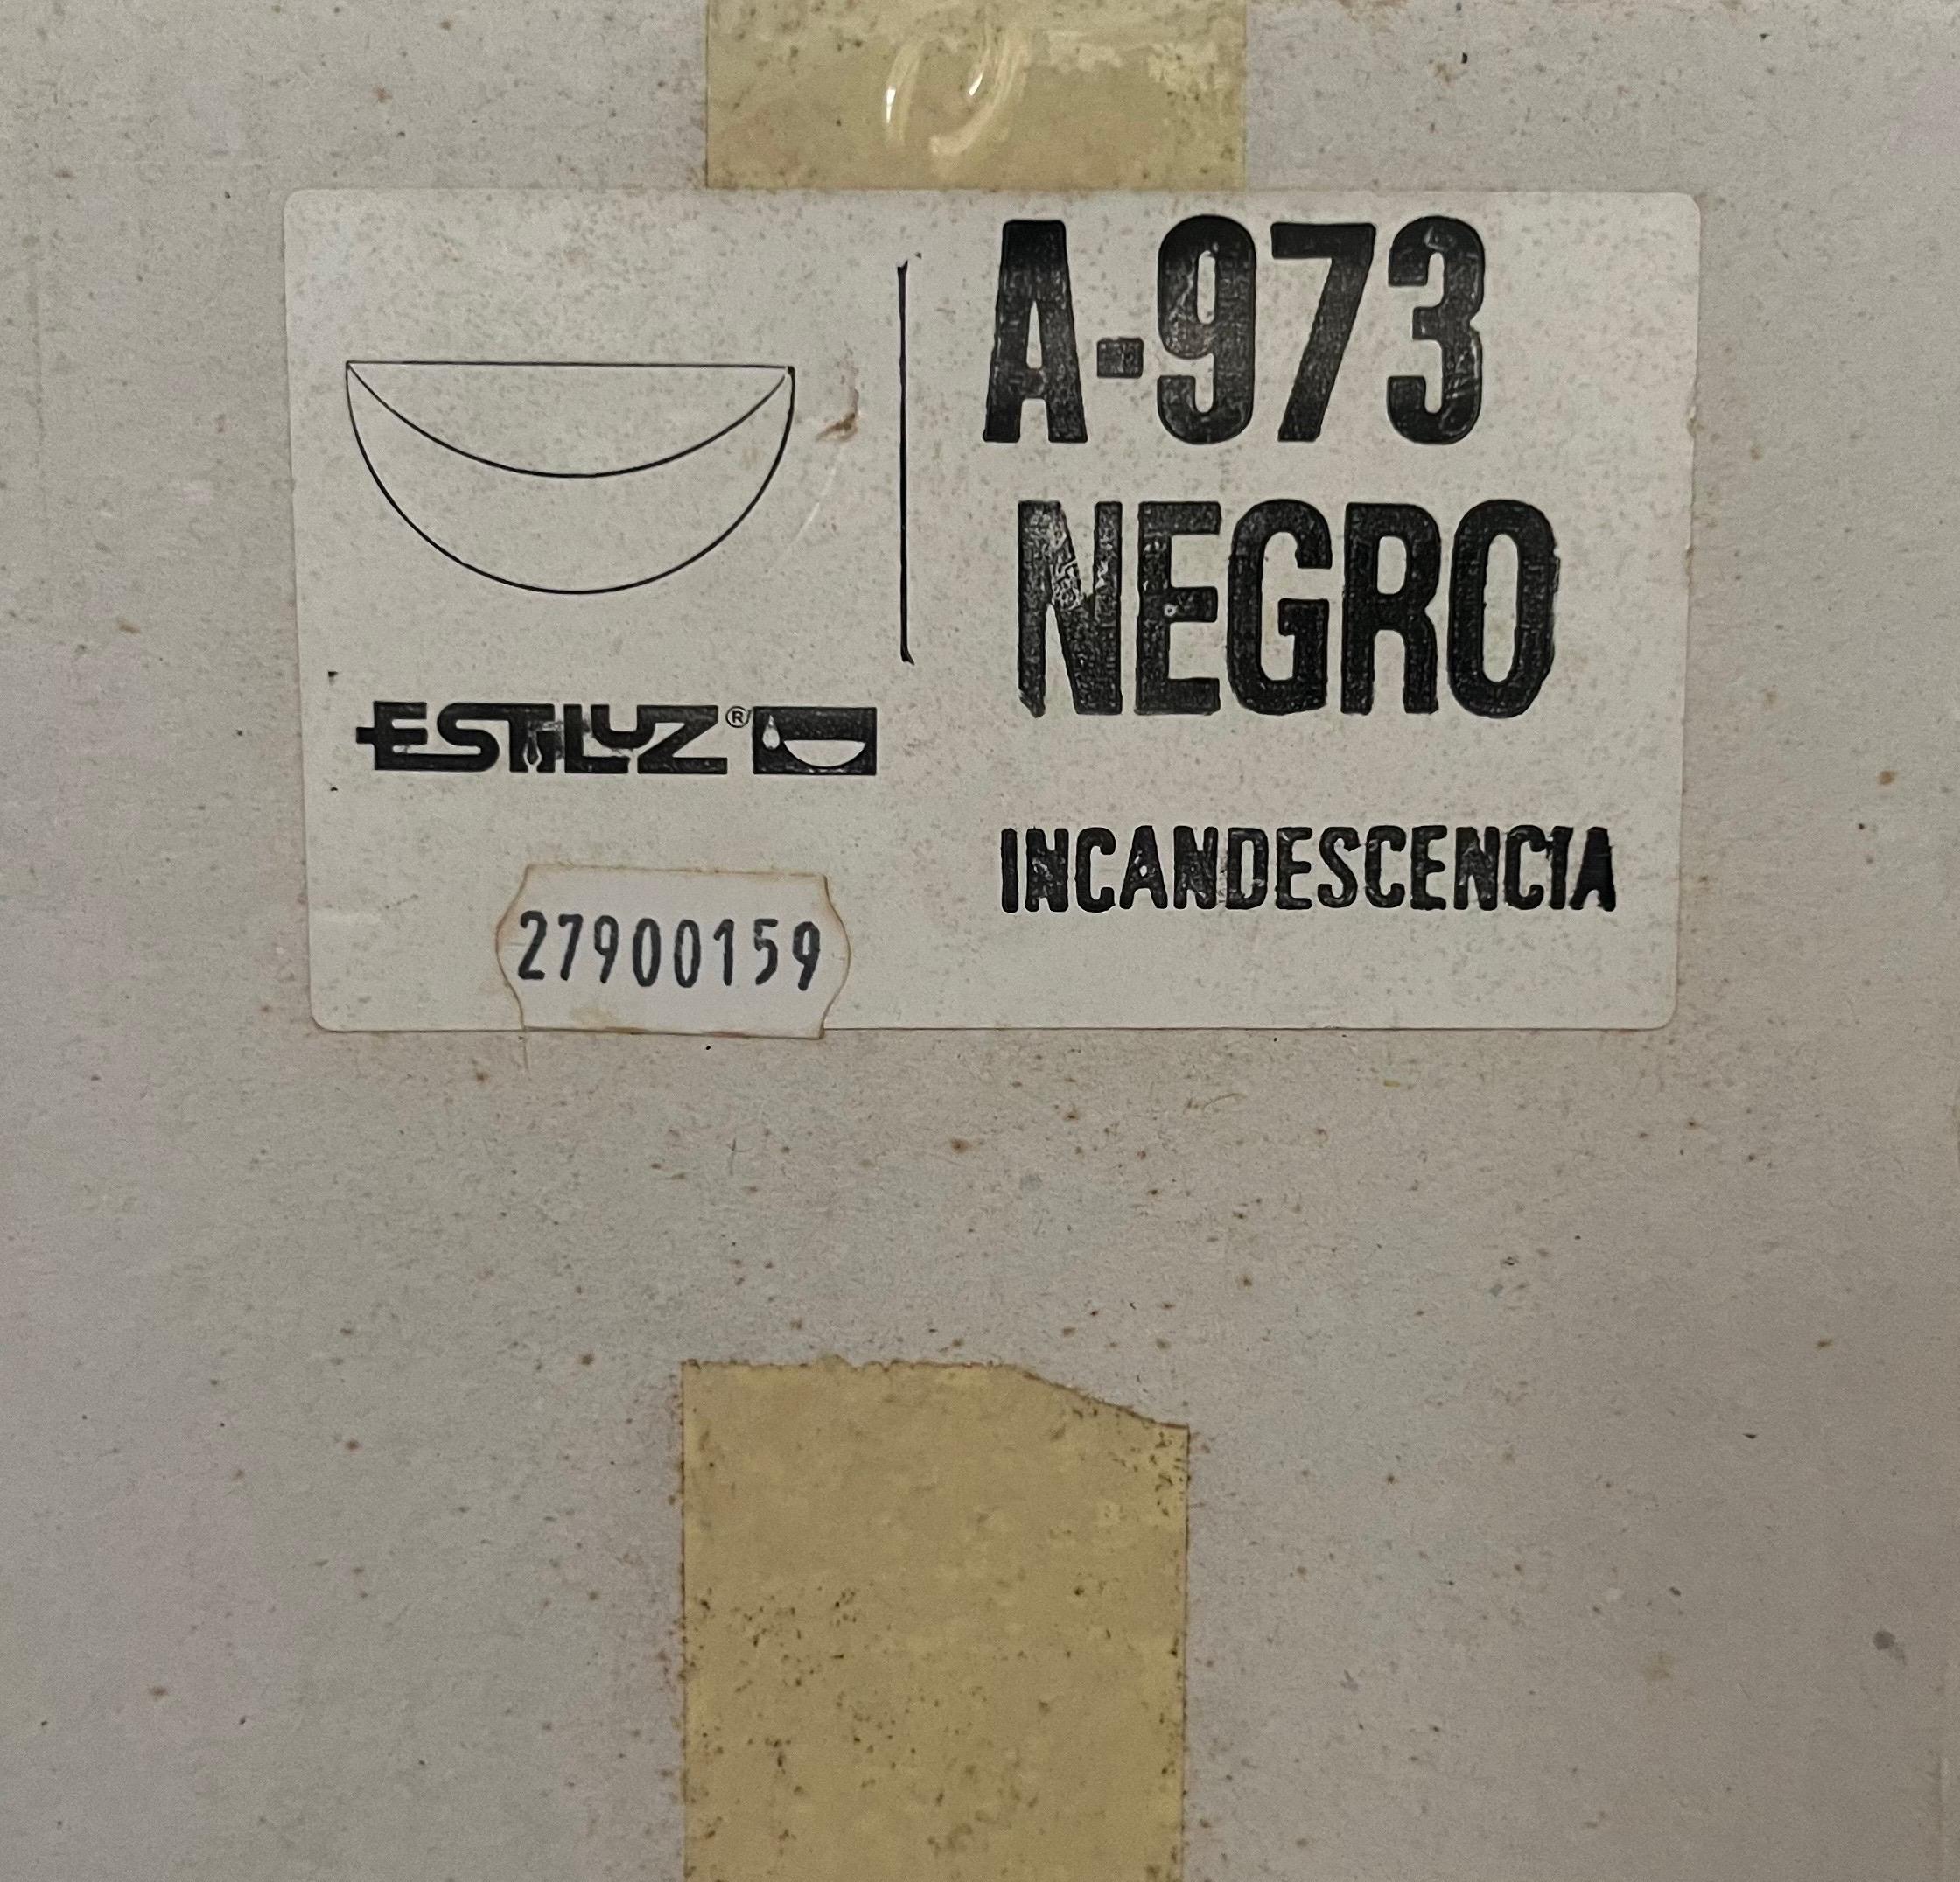 A-973
NEGRO
ESTILUZ®
INCANDESCENCIA
27900159